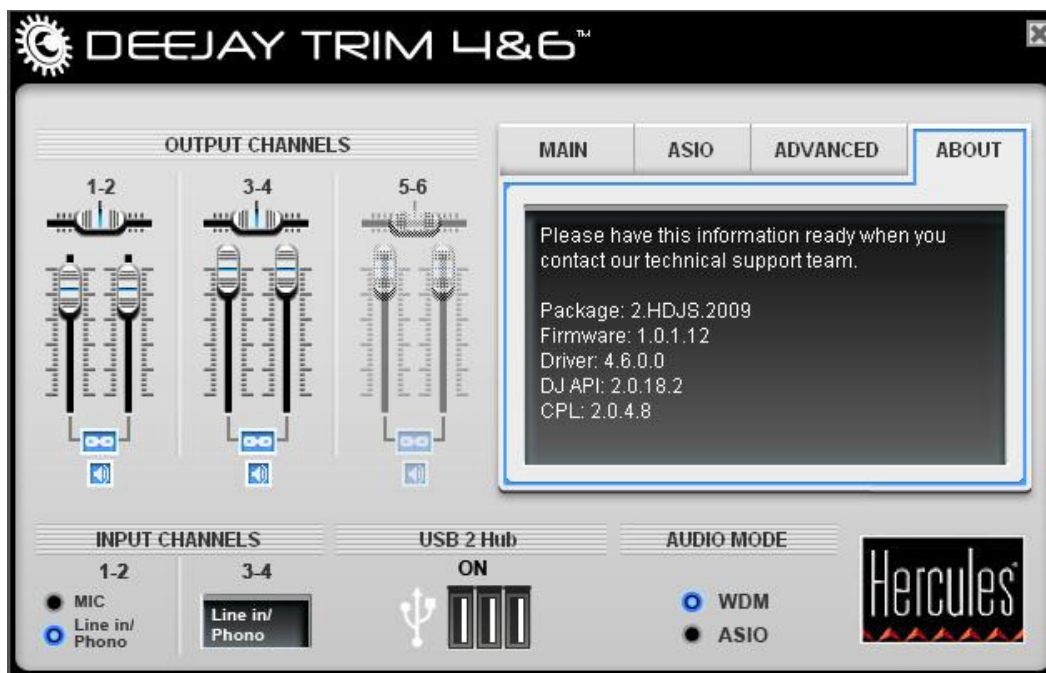 DEEJAY TRIM 4&6™
OUTPUT CHANNELS
1-2
3-4
5-6
MAIN
ASIO
ADVANCED
ABOUT
Please have this information ready when you
contact our technical support team.
Package: 2.HDJS.2009
Firmware: 1.0.1.12
Driver: 4.6.0.0
DJ API: 2.0.18.2
CPL: 2.0.4.8
INPUT CHANNELS
1-2
MIC
Line in/
Phono
3-4
Line in/
Phono
USB 2 Hub
ON
AUDIO MODE
WDM
ASIO
Hercules